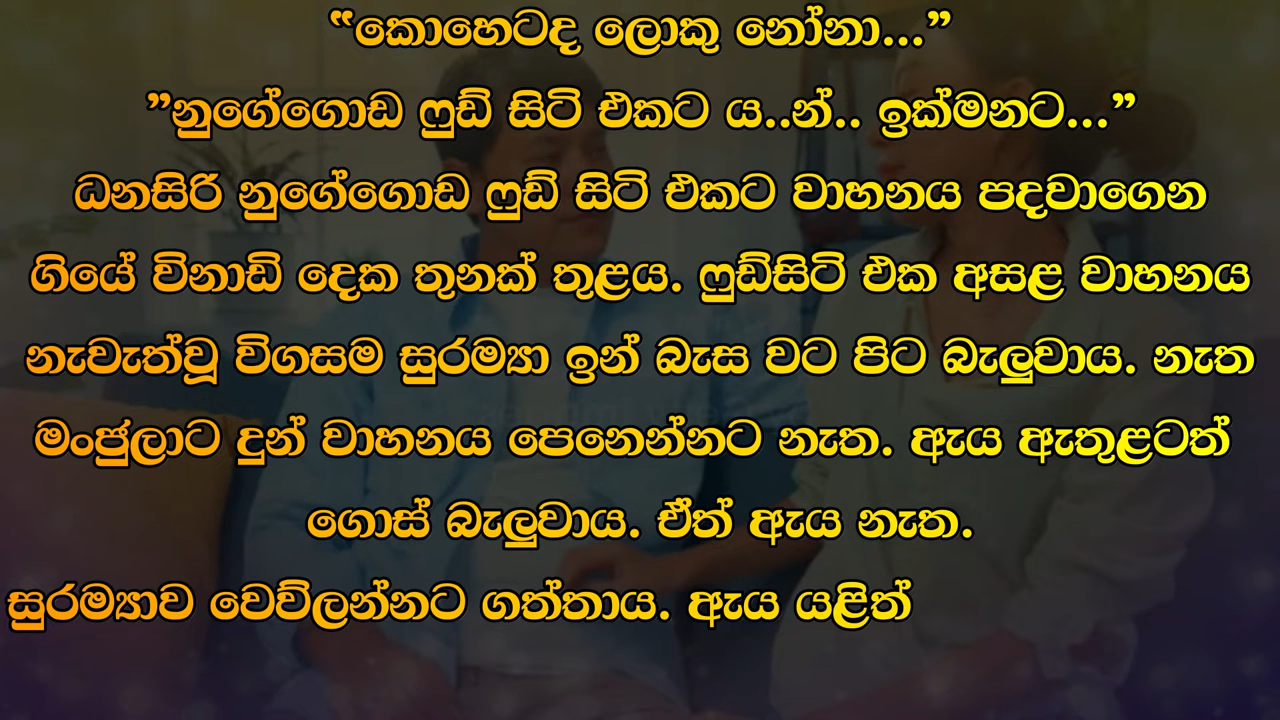 “කොහෙටද ලොකු නෝනා...”
”නුගේගොඩ ෆුඩ් සිටි එකට ය..න්.. ඉක්මනට...”
ධනසිරි නුගේගොඩ ෆුඩ් සිටි එකට වාහනය පදවාගෙන
ගියේ විනාඩි දෙක තුනක් තුළය. ෆුඩ්සිටි එක අසළ වාහනය
නැවැත්වූ විගසම සුරම්‍යා ඉන් බැස වට පිට බැලුවාය. නැත
මංජුලාට දුන් වාහනය පෙනෙන්නට නැත. ඇය ඇතුළටත්
ගොස් බැලුවාය. ඒත් ඇය නැත.
සුරම්‍යාව වෙව්ලන්නට ගත්තාය. ඇය යළිත්